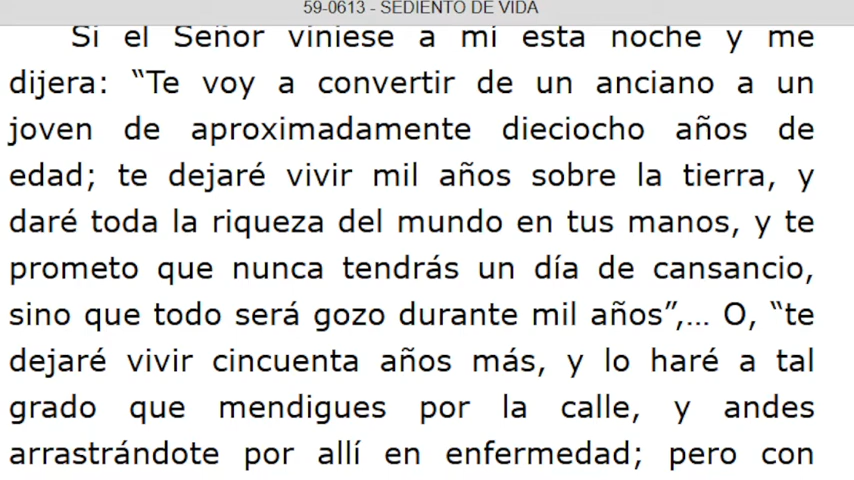 59-0613 - SEDIENTO DE VIDA
Si el Señor viniese a mí esta noche y me
dijera: “Te voy a convertir de un anciano a un
joven de aproximadamente dieciocho años de
edad; te dejaré vivir mil años sobre la tierra, y
daré toda la riqueza del mundo en tus manos, y te
prometo que nunca tendrás un día de cansancio,
sino que todo será gozo durante mil años”,... O, “te
dejaré vivir cincuenta años más, y lo haré a tal
grado que mendigues por la calle, y andes
arrastrándote por allí en enfermedad; pero con